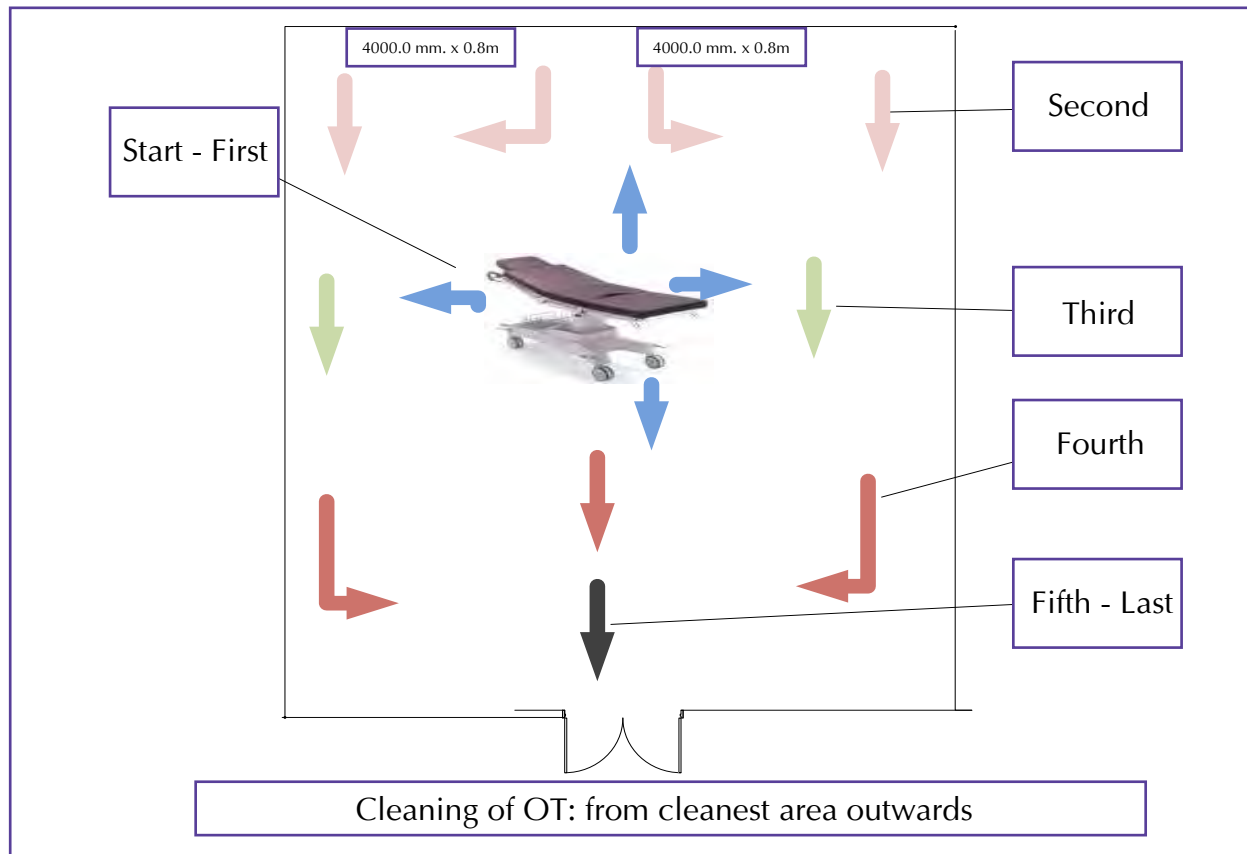 4000.0 mm. x 0.8m
4000.0 mm. x 0.8m
Second
Start - First
Third
Fourth
Fifth - Last
Cleaning of OT: from cleanest area outwards